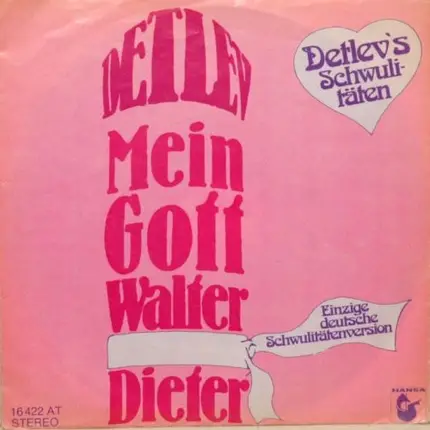 DETLEV
Mein
Gott
Walter
Dieter
Detlev's
Schwuli-
täten
Einzige
deutsche
Schwulitätenversion
16 422 AT
STEREO
HANSA